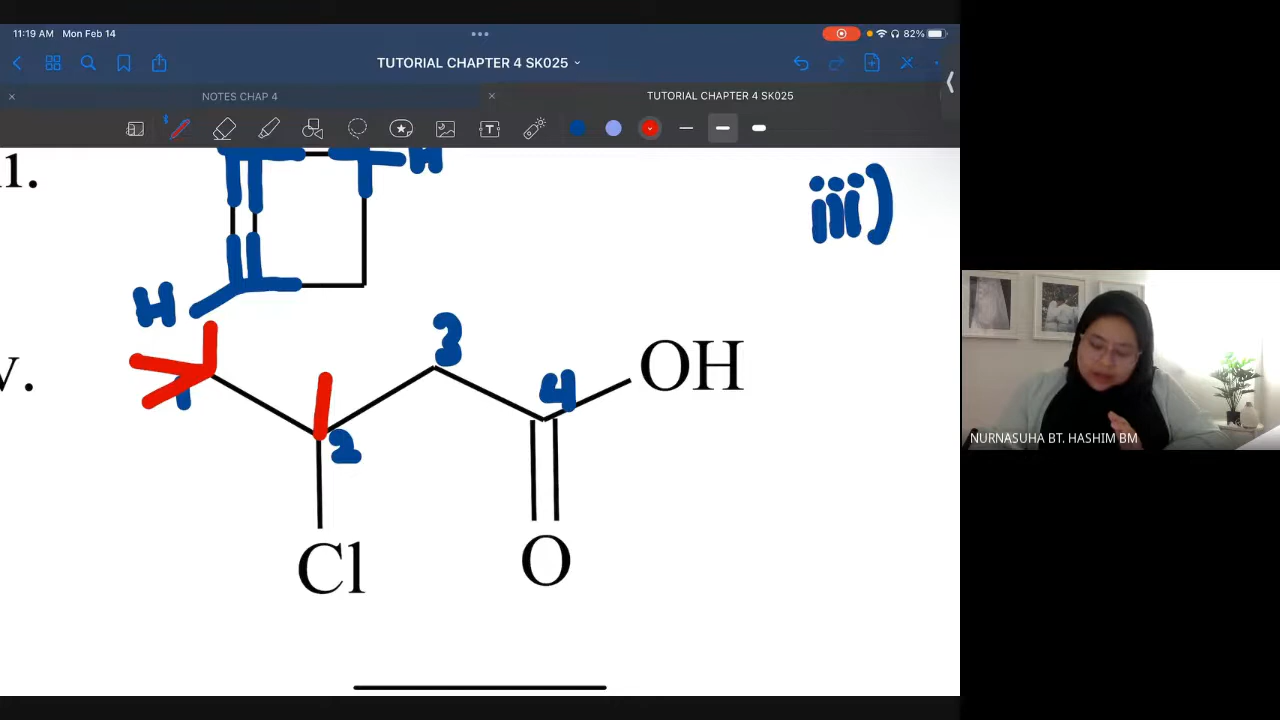 11:19 AM Mon Feb 14
82%
TUTORIAL CHAPTER 4 SK025
NOTES CHAP 4
TUTORIAL CHAPTER 4 SK025
H
iii)
H
3
OH
1
4
2
Cl
O
NURNASUHA BT. HASHIM BM